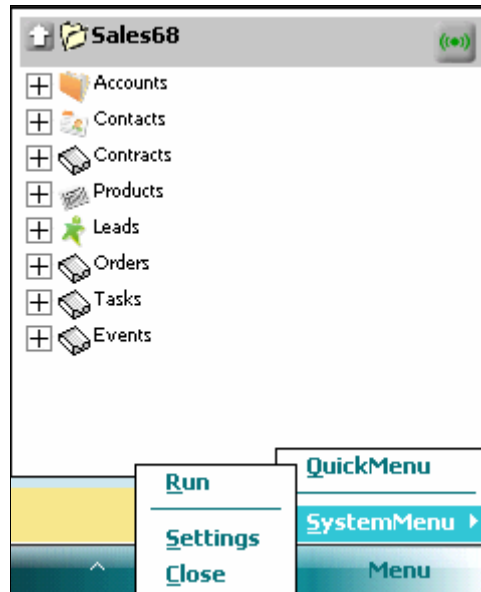 Sales68
Accounts
Contacts
Contracts
Products
Leads
Orders
Tasks
Events
QuickMenu
Run
SystemMenu
Settings
Close
Menu